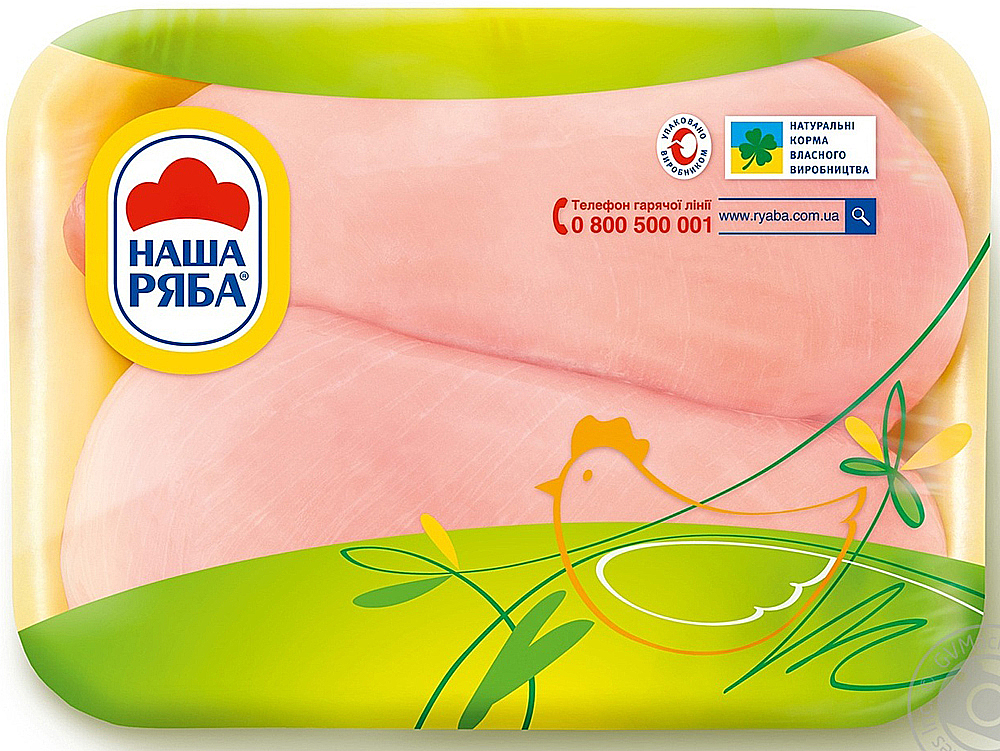 НАША
РЯБА®
УПАКОВАНО
ВИРОБНИКОМ
НАТУРАЛЬНІ
КОРМА
ВЛАСНОГО
ВИРОБНИЦТВА
Телефон гарячої лінії
0 800 500 001
www.ryaba.com.ua